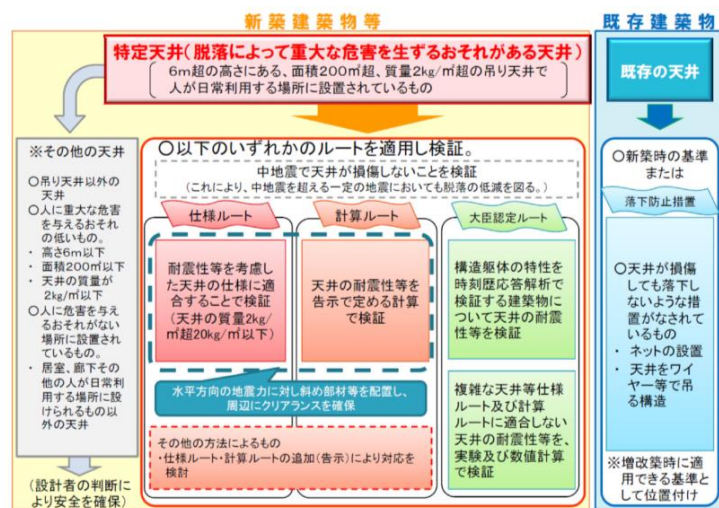 新築建築物等
既存建築物
特定天井(脱落によって重大な危害を生ずるおそれがある天井)
6m超の高さにある、面積200㎡超、質量2kg/㎡超の吊り天井で
人が日常利用する場所に設置されているもの
既存の天井
※その他の天井
○吊り天井以外の
天井
○人に重大な危害
を与えるおそれ
の低いもの。
・ 高さ6m以下
・ 面積200㎡以下
・ 天井の質量が
2kg/㎡以下
○人に危害を与え
るおそれがない
場所に設置され
ているもの。
・ 居室、廊下その
他の人が日常利
用する場所に設
けられるもの以
外の天井
(設計者の判断に
より安全を確保)
○以下のいずれかのルートを適用し検証。
中地震で天井が損傷しないことを検証
(これにより、中地震を超える一定の地震においても脱落の低減を図る。)
仕様ルート
耐震性等を考慮し
た天井の仕様に適
合することで検証
(天井の質量2kg/
㎡超20kg/㎡以下)
計算ルート
天井の耐震性等を
告示で定める計算
で検証
水平方向の地震力に対し斜め部材等を配置し、
周辺にクリアランスを確保
その他の方法によるもの
・仕様ルート・計算ルートの追加(告示)により対応を
検討
大臣認定ルート
構造躯体の特性を
時刻歴応答解析で
検証する建築物に
ついて天井の耐震
性等を検証
複雑な天井等仕様
ルート及び計算
ルートに適合しない
天井の耐震性等を、
実験及び数値計算
で検証
○新築時の基準
または
落下防止措置
○天井が損傷
しても落下し
ないような措
置がなされて
いるもの
・ ネットの設置
・ 天井をワイ
ヤー等で吊
る構造
※増改築時に適
用できる基準と
して位置付け